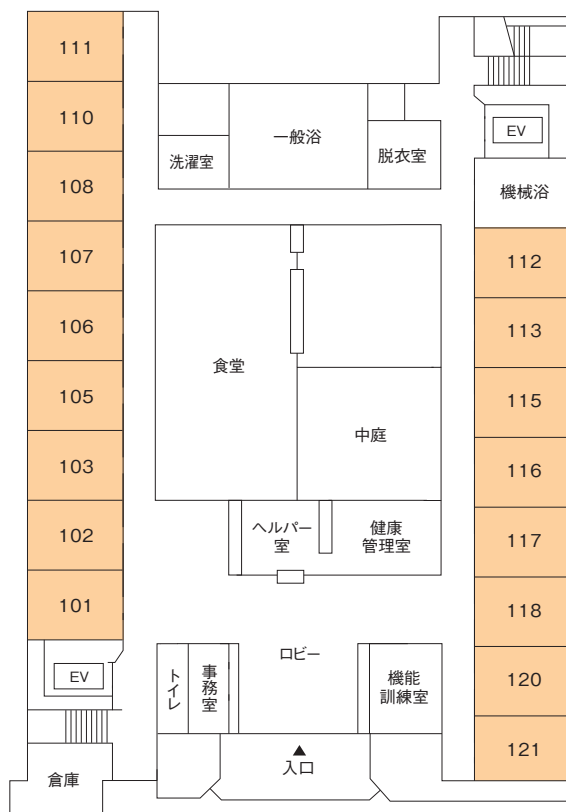 111
110
108
107
106
105
103
102
101
EV
倉庫
洗濯室
一般浴
脱衣室
食堂
中庭
ヘルパー
室
健康
管理室
ロビー
トイレ
事務室
機能
訓練室
▲
入口
EV
機械浴
112
113
115
116
117
118
120
121